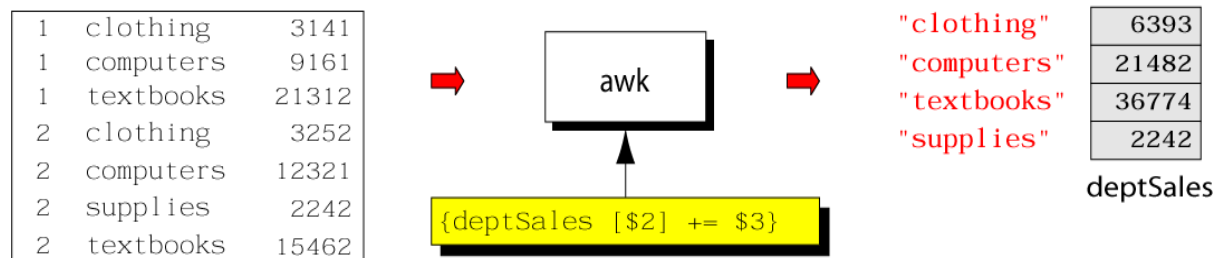 1 clothing 3141
1 computers 9161
1 textbooks 21312
2 clothing 3252
2 computers 12321
2 supplies 2242
2 textbooks 15462
awk
{deptSales [$2] += $3}
"clothing" 6393
"computers" 21482
"textbooks" 36774
"supplies" 2242
deptSales